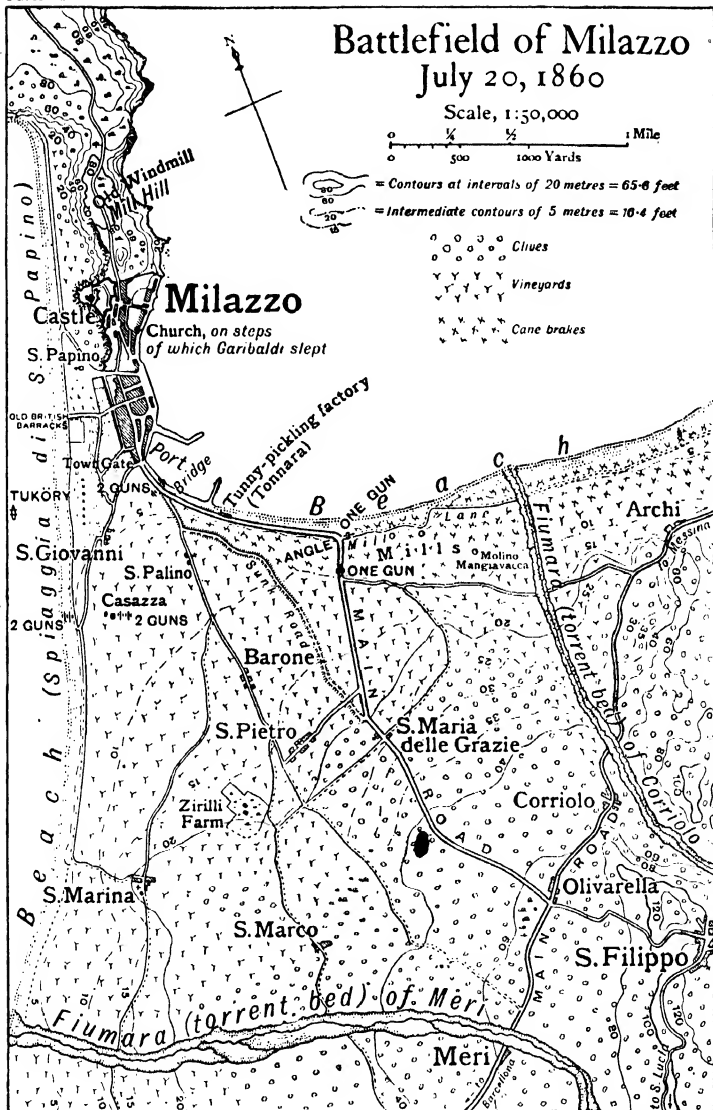 Battlefield of Milazzo
July 20, 1860
Scale, 1:50,000
0 ¼ ½ 1 Mile
0 500 1000 Yards
N.
= Contours at intervals of 20 metres = 65·6 feet
= Intermediate contours of 5 metres = 16·4 feet
Olives
Vineyards
Cane brakes
Old Windmill
Mill Hill
Milazzo
Castle
Church, on steps
of which Garibaldi slept
S. Papino
OLD BRITISH
BARRACKS
Town Gate
Port
Bridge
Tunny-pickling factory
(Tonnara)
Beach
2 GUNS
TUKORY
S. Giovanni
S. Palino
Casazza
2 GUNS
2 GUNS
ANGLE
ONE GUN
ONE GUN
Lane
Mills
Molino
Mangiavacca
Archi
to Messina
Sunk Road
MAIN ROAD
Barone
S. Pietro
S. Maria
delle Grazie
Zirilli
Farm
Corriolo
Fiumara (torrent bed) of Corriolo
Olivarella
S. Filippo
S. Marina
S. Marco
MAIN ROAD
Fiumara (torrent bed) of Meri
Meri
to Barcelona
to S. Lucia
Beach (Spiaggia di S. Papino)